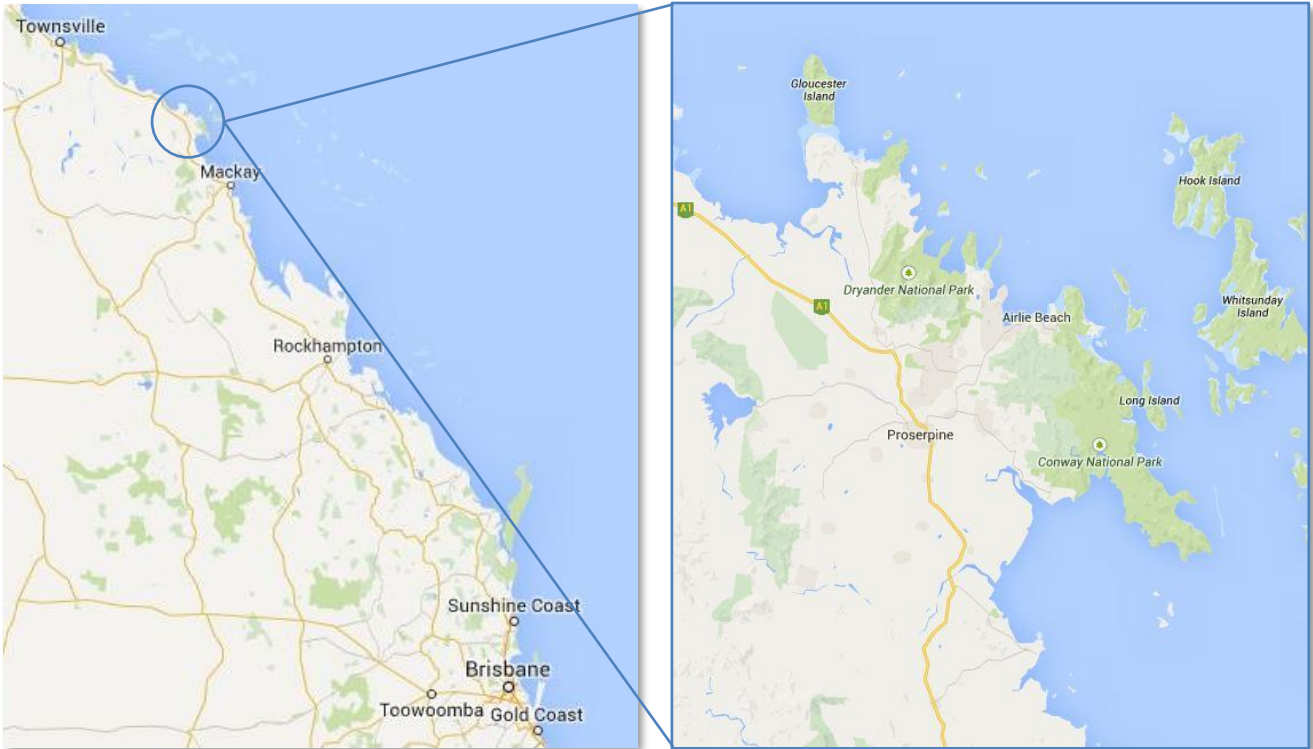 Townsville
Mackay
Rockhampton
Sunshine Coast
Brisbane
Toowoomba
Gold Coast
Gloucester
Island
Hook Island
A1
Dryander National Park
A1
Whitsunday
Island
Airlie Beach
Long Island
Proserpine
Conway National Park